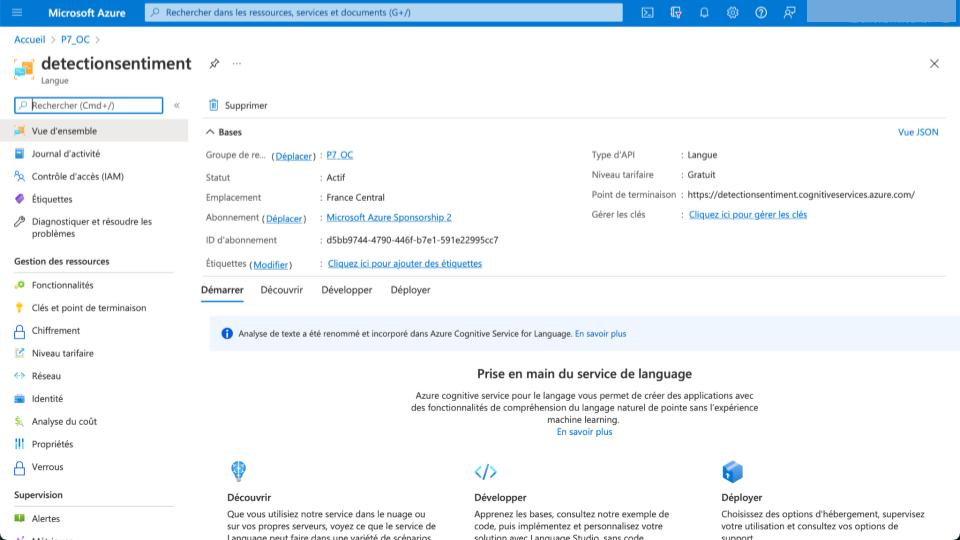 Microsoft Azure
Rechercher dans les ressources, services et documents (G+/)
Accueil > P7_OC >
detectionsentiment
...
Langue
Rechercher (Cmd+/)
«
Supprimer
Vue d'ensemble
Journal d'activité
Contrôle d'accès (IAM)
Étiquettes
Diagnostiquer et résoudre les
problèmes
Gestion des ressources
Fonctionnalités
Clés et point de terminaison
Chiffrement
Niveau tarifaire
Réseau
Identité
Analyse du coût
Propriétés
Verrous
Supervision
Alertes
Bases
Vue JSON
Groupe de re... (Déplacer) : P7_OC
Statut : Actif
Emplacement : France Central
Abonnement (Déplacer) : Microsoft Azure Sponsorship 2
ID d'abonnement : d5bb9744-4790-446f-b7e1-591e22995cc7
Étiquettes (Modifier) : Cliquez ici pour ajouter des étiquettes
Type d'API : Langue
Niveau tarifaire : Gratuit
Point de terminaison : https://detectionsentiment.cognitiveservices.azure.com/
Gérer les clés : Cliquez ici pour gérer les clés
Démarrer Découvrir Développer Déployer
Analyse de texte a été renommé et incorporé dans Azure Cognitive Service for Language. En savoir plus
Prise en main du service de language
Azure cognitive service pour le langage vous permet de créer des applications avec
des fonctionnalités de compréhension du langage naturel de pointe sans l'expérience
machine learning.
En savoir plus
Découvrir
Que vous utiliisez notre service dans le nuage ou
sur vos propres serveurs, voyez ce que le service de
Language peut faire dans une variété de scénarios
Développer
Apprenez les bases, consultez notre exemple de
code, puis implémentez et personnalisez votre
solution avec Language Studio, sans code
Déployer
Choisissez des options d'hébergement, supervisez
votre utilisation et consultez vos options de
support